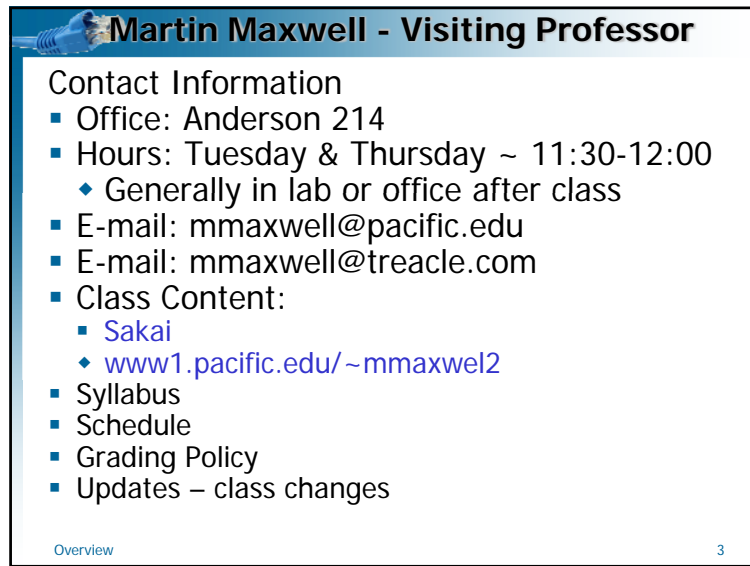 Martin Maxwell - Visiting Professor
Contact Information
▪ Office: Anderson 214
▪ Hours: Tuesday & Thursday ~ 11:30-12:00
◆ Generally in lab or office after class
▪ E-mail: mmaxwell@pacific.edu
▪ E-mail: mmaxwell@treacle.com
▪ Class Content:
▪ Sakai
◆ www1.pacific.edu/~mmaxwel2
▪ Syllabus
▪ Schedule
▪ Grading Policy
▪ Updates – class changes
Overview 3